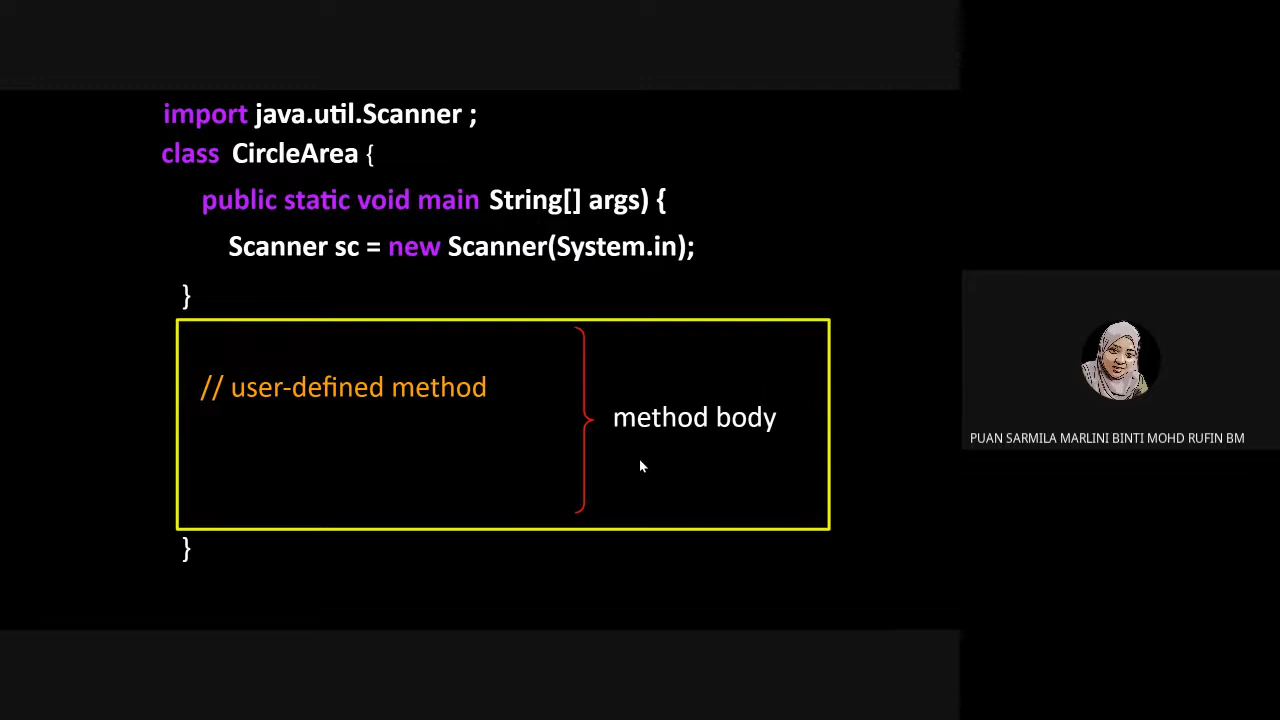 import java.util.Scanner ;
class CircleArea {
public static void main String[] args) {
Scanner sc = new Scanner(System.in);
}
// user-defined method
method body
}
PUAN SARMILA MARLINI BINTI MOHD RUFIN BM